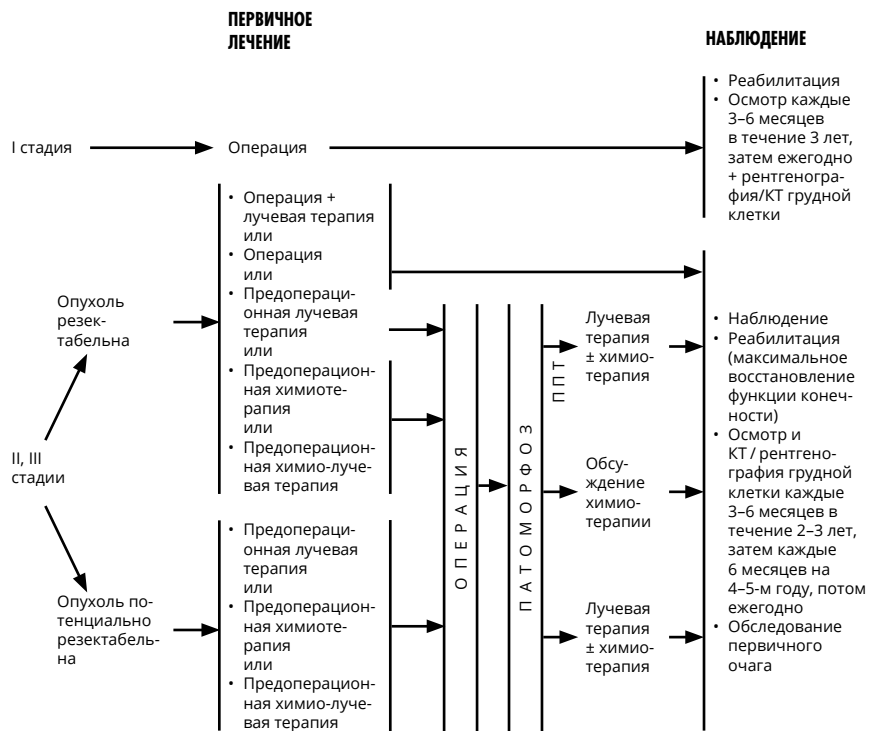 ПЕРВИЧНОЕ
ЛЕЧЕНИЕ
НАБЛЮДЕНИЕ
I стадия
Операция
• Реабилитация
• Осмотр каждые
3–6 месяцев
в течение 3 лет,
затем ежегодно
+ рентгеногра-
фия/КТ грудной
клетки
II, III
стадии
Опухоль
резек-
табельна
• Операция +
лучевая терапия
или
• Операция
или
• Предопераци-
онная лучевая
терапия
или
• Предоперацион-
ная химиоте-
рапия
или
• Предоперацион-
ная химио-луче-
вая терапия
Опухоль по-
тенциально
резектабель-
на
• Предопераци-
онная лучевая
терапия
или
• Предоперацион-
ная химиоте-
рапия
или
• Предоперацион-
ная химио-луче-
вая терапия
ОПЕРАЦИЯ
ПАТОМОРФОЗ
ППТ
Лучевая
терапия
± химио-
терапия
Обсу-
ждение
химио-
терапии
Лучевая
терапия
± химио-
терапия
• Наблюдение
• Реабилитация
(максимальное
восстановление
функции конеч-
ности)
• Осмотр и
КТ / рентгено-
графия грудной
клетки каждые
3–6 месяцев в
течение 2–3 лет,
затем каждые
6 месяцев на
4–5-м году, потом
ежегодно
• Обследование
первичного
очага